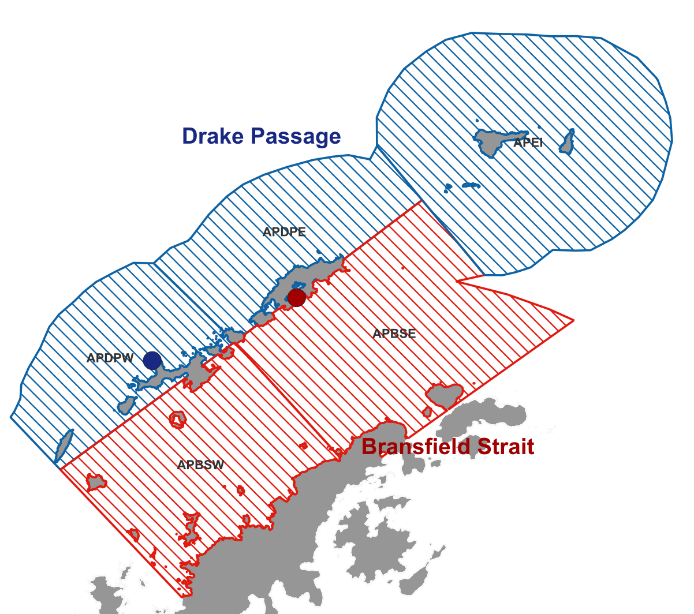 Drake Passage
APEI
APDPE
APBSE
APDPW
Bransfield Strait
APBSW